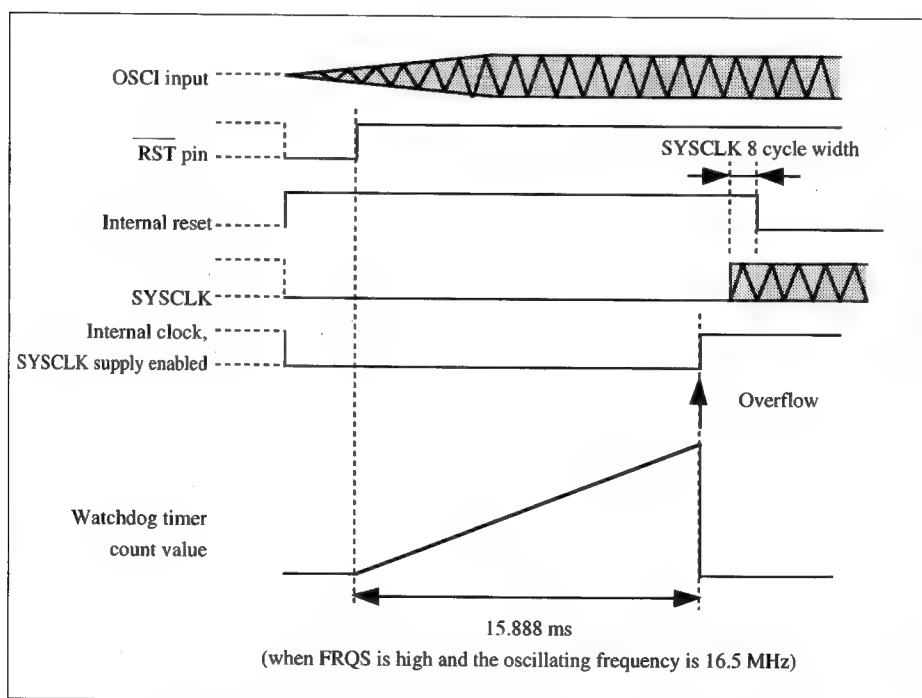 OSCI input
RST pin
SYSCLK 8 cycle width
Internal reset
SYSCLK
Internal clock,
SYSCLK supply enabled
Overflow
Watchdog timer
count value
15.888 ms
(when FRQS is high and the oscillating frequency is 16.5 MHz)